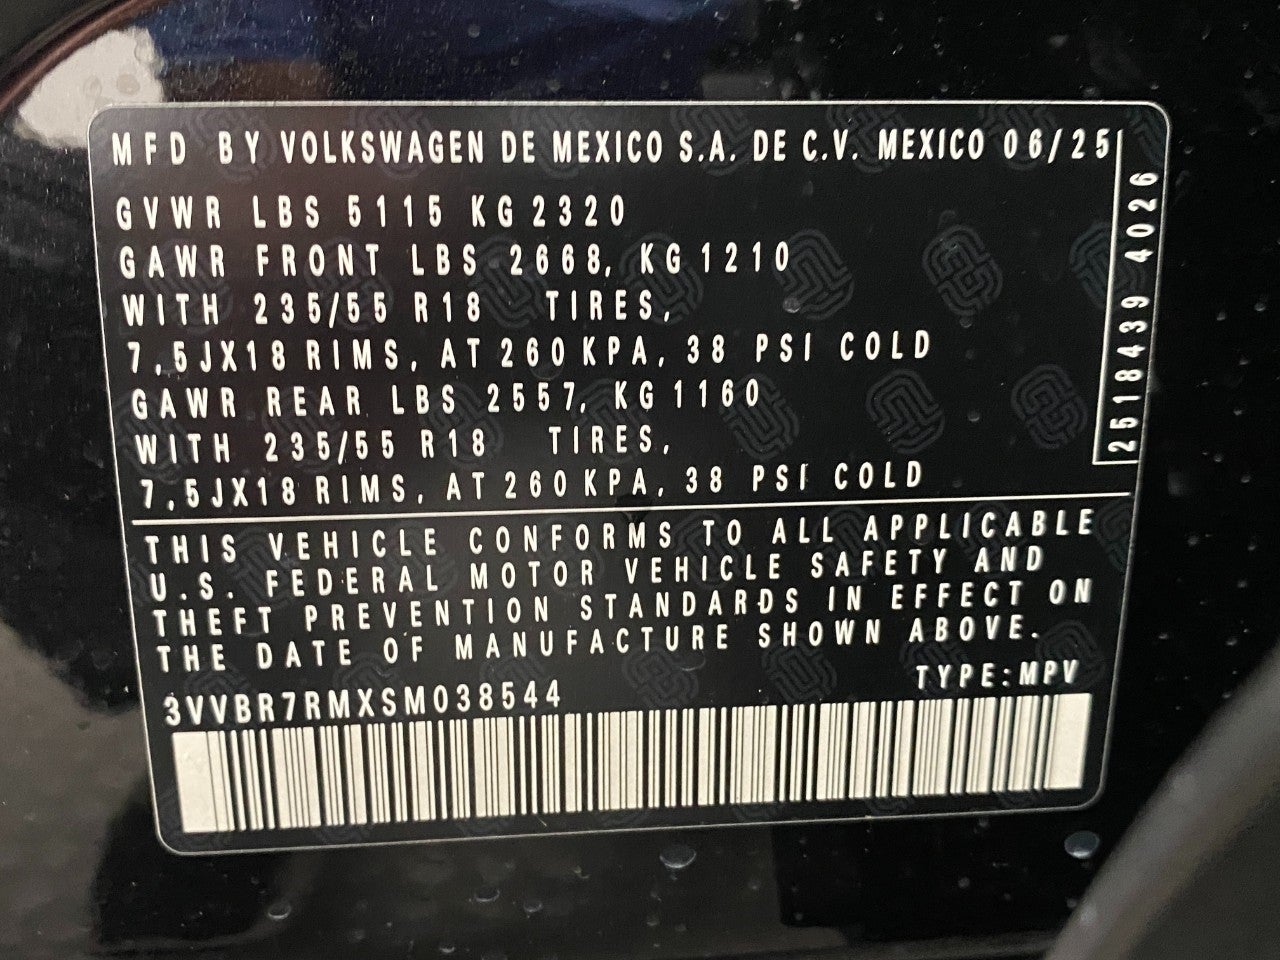 MFD BY VOLKSWAGEN DE MEXICO S.A. DE C.V. MEXICO 06/25
GVWR LBS 5115 KG 2320
GAWR FRONT LBS 2668, KG 1210
WITH 235/55 R18 TIRES,
7,5JX18 RIMS, AT 260 KPA, 38 PSI COLD
GAWR REAR LBS 2557, KG 1160
WITH 235/55 R18 TIRES,
7,5JX18 RIMS, AT 260 KPA, 38 PSI COLD
2518439 4026
THIS VEHICLE CONFORMS TO ALL APPLICABLE
U.S. FEDERAL MOTOR VEHICLE SAFETY AND
THEFT PREVENTION STANDARDS IN EFFECT ON
THE DATE OF MANUFACTURE SHOWN ABOVE.
TYPE:MPV
3VVBR7RMXSM038544